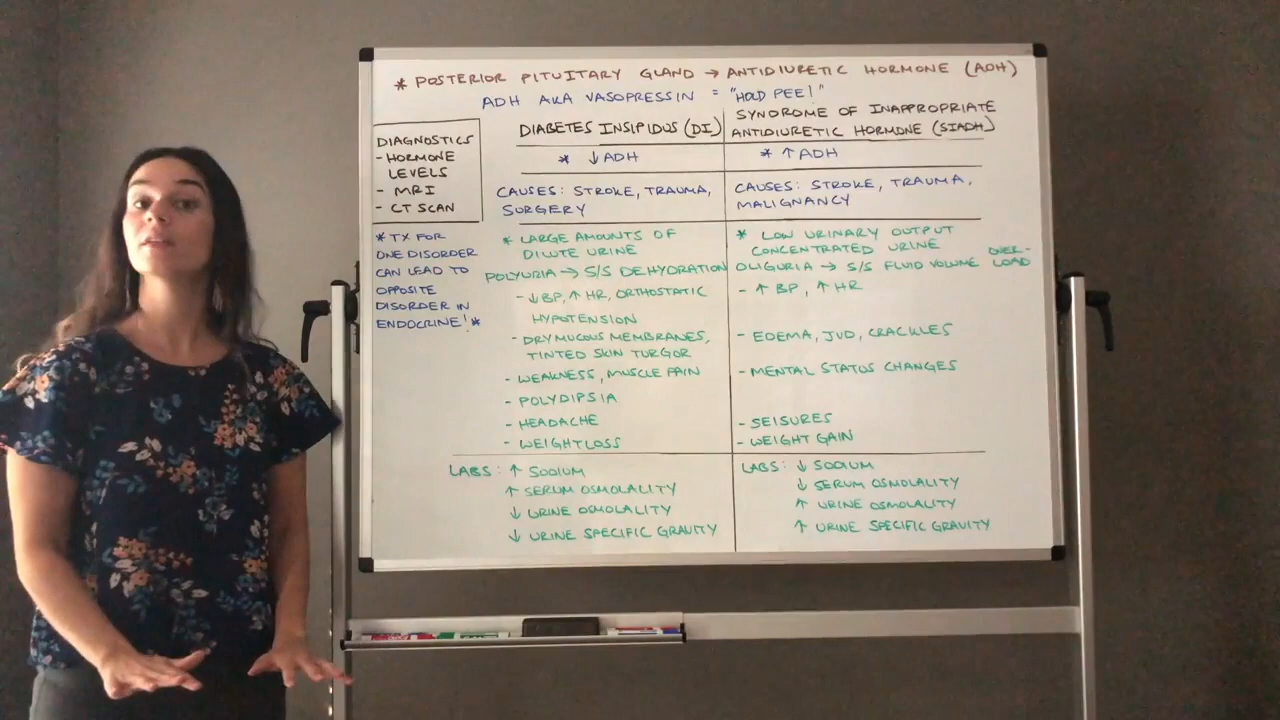 * POSTERIOR PITUITARY GLAND → ANTIDIURETIC HORMONE (ADH)
ADH AKA VASOPRESSIN = "HOLD PEE!"
DIAGNOSTICS
- HORMONE
LEVELS
- MRI
- CT SCAN
* TX FOR
ONE DISORDER
CAN LEAD TO
OPPOSITE
DISORDER IN
ENDOCRINE! *
DIABETES INSIPIDUS (DI)
* ↓ ADH
CAUSES: STROKE, TRAUMA,
SURGERY
* LARGE AMOUNTS OF
DILUTE URINE
POLYURIA → S/S DEHYDRATION
- ↓ BP, ↑ HR, ORTHOSTATIC
HYPOTENSION
- DRY MUCOUS MEMBRANES,
TINTED SKIN TURGOR
- WEAKNESS, MUSCLE PAIN
- POLYDIPSIA
- HEADACHE
- WEIGHTLOSS
LABS: ↑ SODIUM
↑ SERUM OSMOLALITY
↓ URINE OSMOLALITY
↓ URINE SPECIFIC GRAVITY
SYNDROME OF INAPPROPRIATE
ANTIDIURETIC HORMONE (SIADH)
* ↑ ADH
CAUSES: STROKE, TRAUMA,
MALIGNANCY
* LOW URINARY OUTPUT
CONCENTRATED URINE
OLIGURIA → S/S FLUID VOLUME OVER-
LOAD
- ↑ BP, ↑ HR
- EDEMA, JVD, CRACKLES
- MENTAL STATUS CHANGES
- SEISURES
- WEIGHT GAIN
LABS: ↓ SODIUM
↓ SERUM OSMOLALITY
↑ URINE OSMOLALITY
↑ URINE SPECIFIC GRAVITY